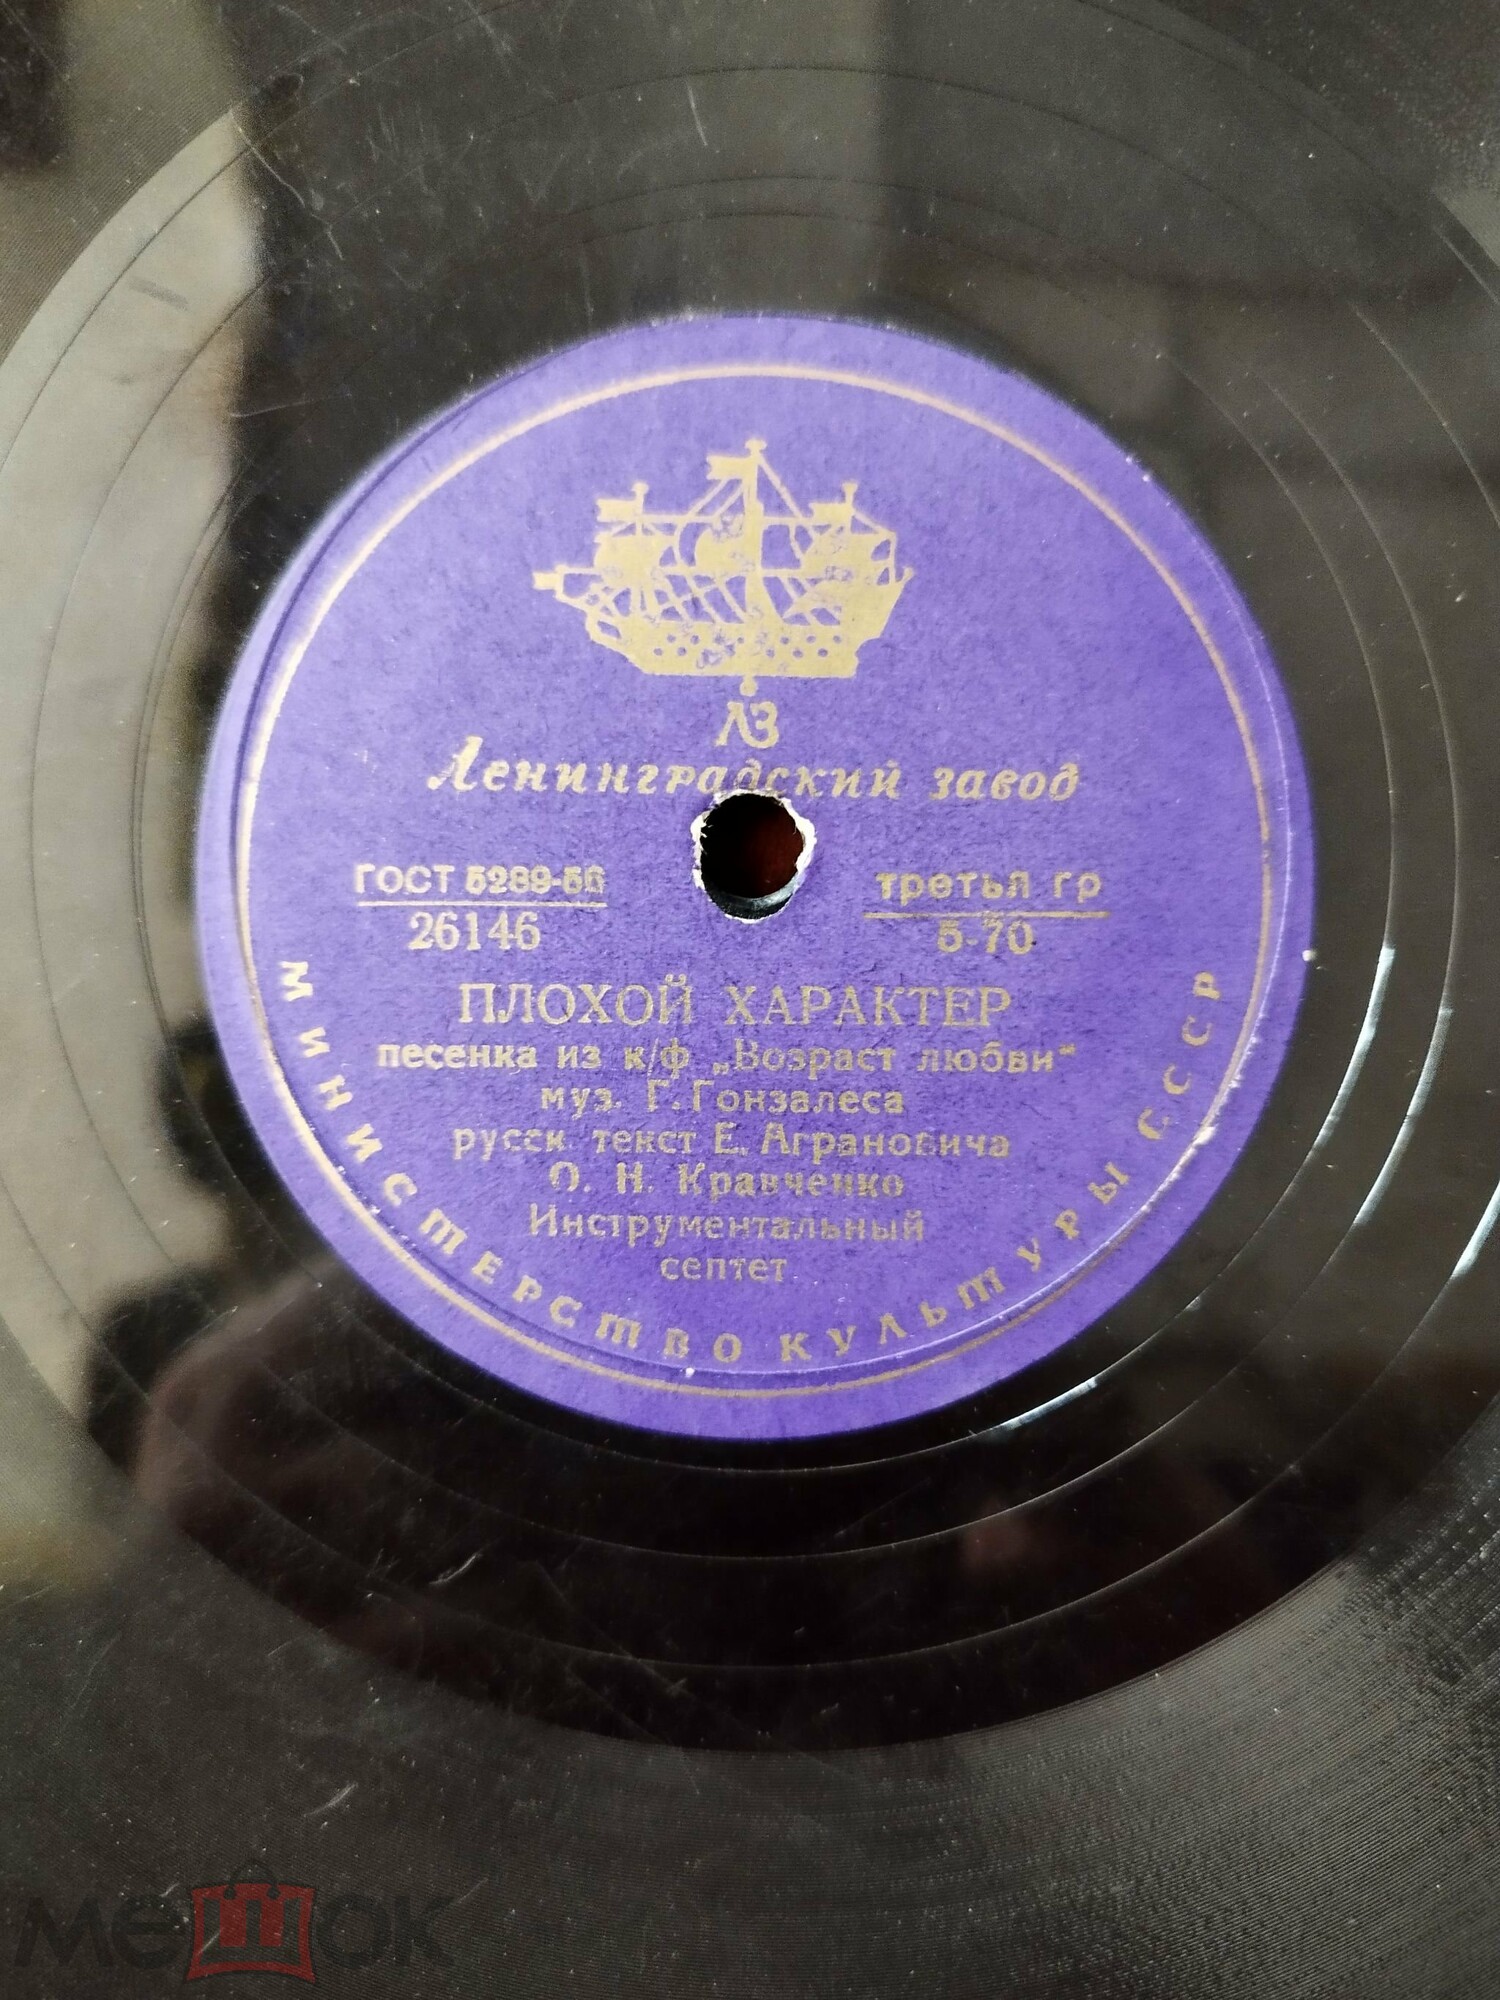 ЛЗ
Ленинградский завод
ГОСТ 5289-56
26146
третья гр
5-70
ПЛОХОЙ ХАРАКТЕР
песенка из к/ф „Возраст любви“
муз. Г. Гонзалеса
русск. текст Е. Аграновича
О. Н. Кравченко
Инструментальный
септет
МИНИСТЕРСТВО КУЛЬТУРЫ СССР
мешок